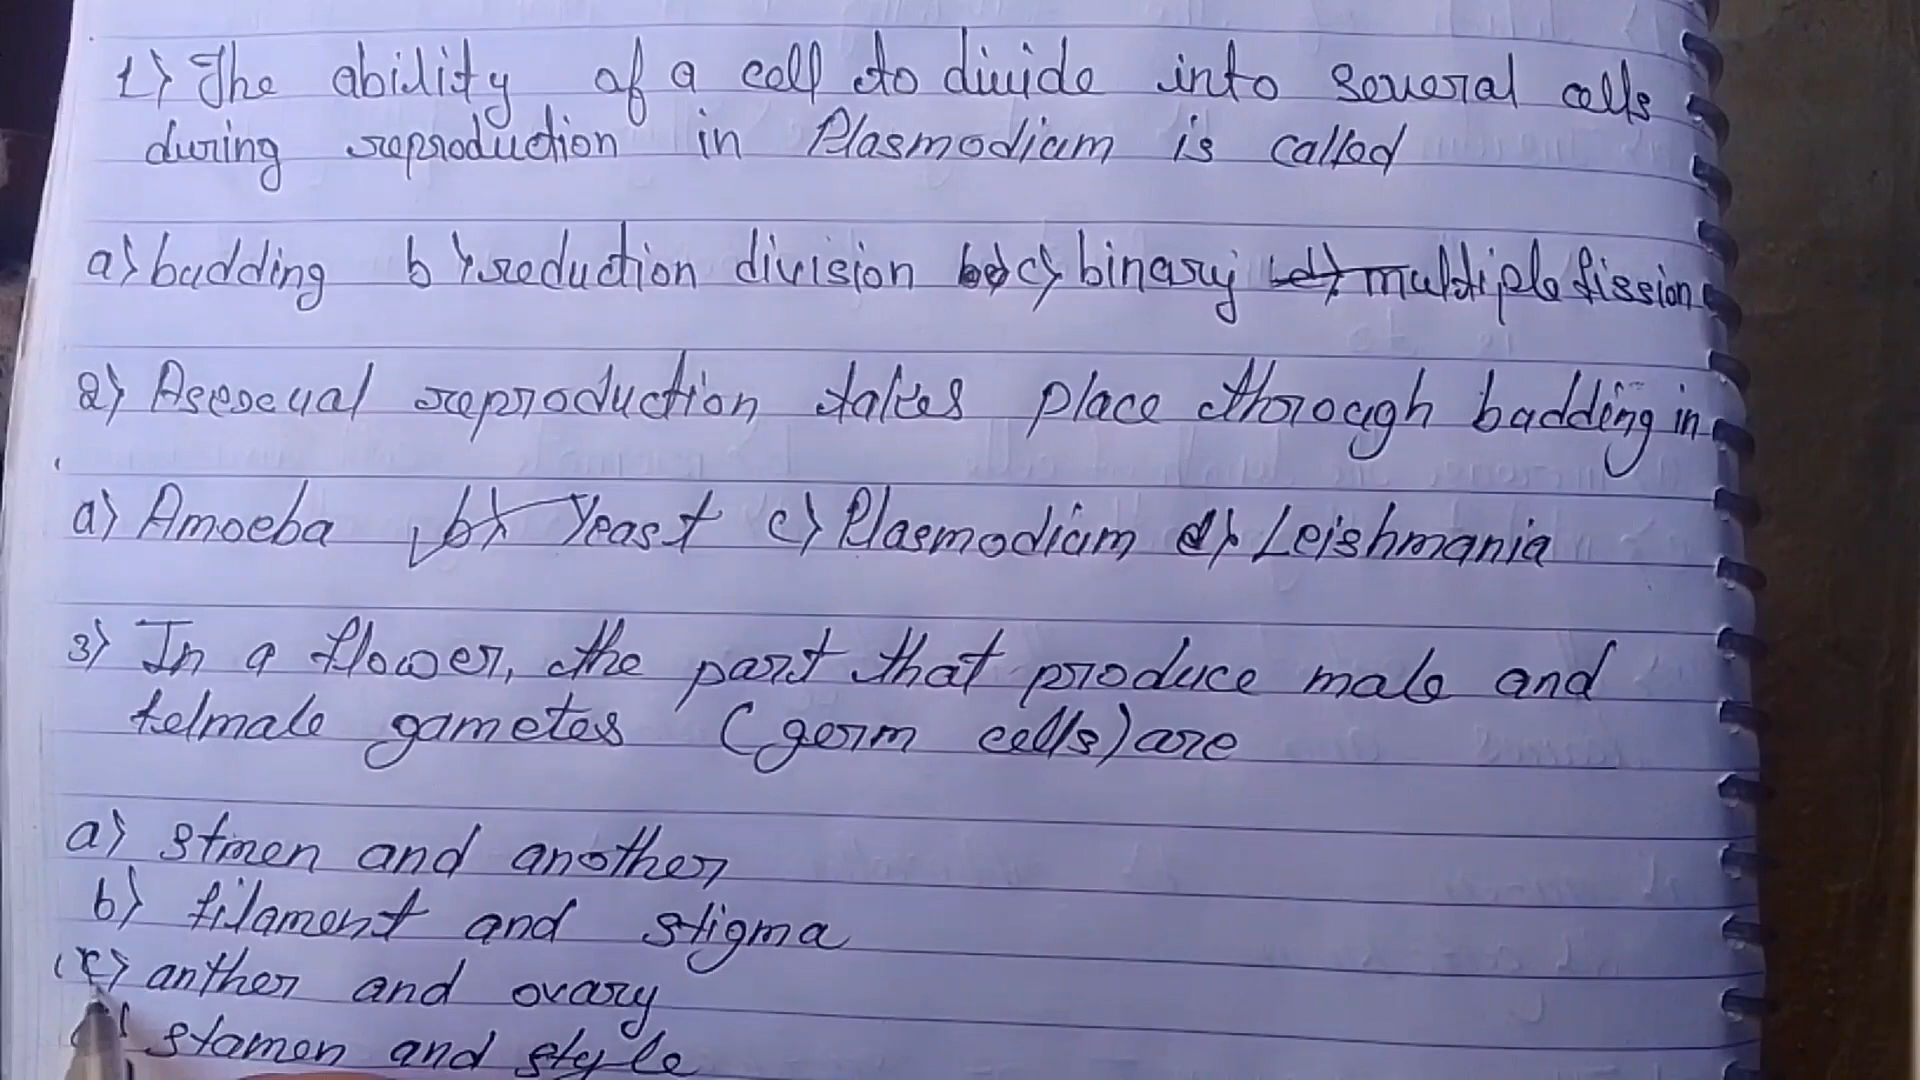 1) The ability of a cell to divide into several cells
during reproduction in Plasmodium is called
a) budding b) reduction division c) binary d) multiple fission
2) Asexual reproduction takes place through budding in
a) Amoeba b) Yeast c) Plasmodium d) Leishmania
3) In a flower, the part that produce male and
felmale gametes (germ cells) are
a) stmen and another
b) filament and stigma
c) anther and ovary
stamen and style